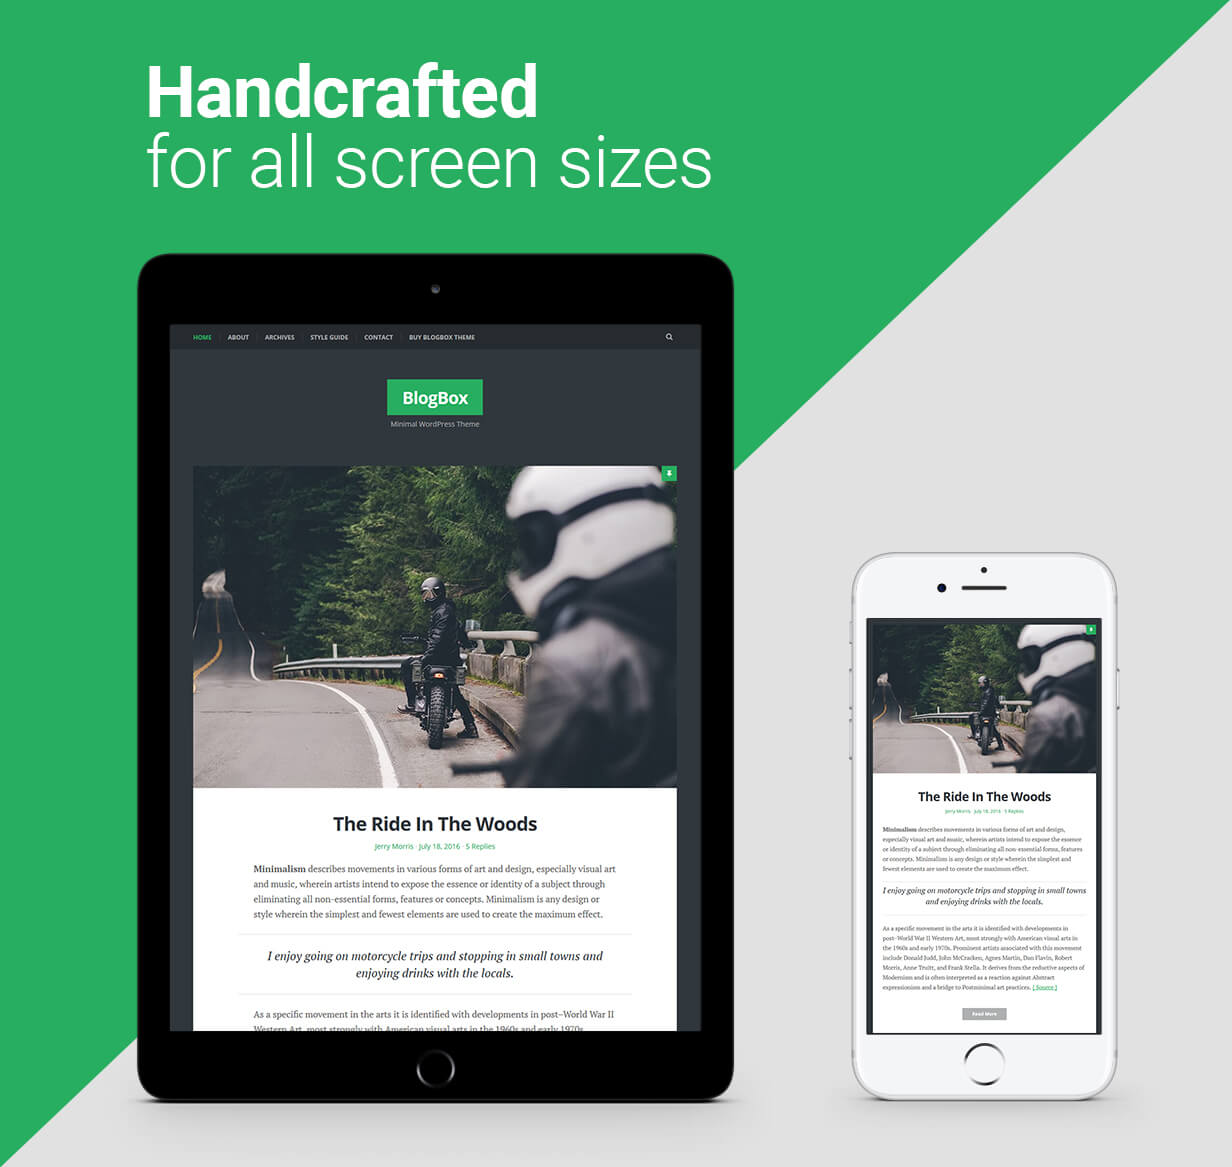 Handcrafted
for all screen sizes
HOME ABOUT ARCHIVES STYLE GUIDE CONTACT BUY BLOGBOX THEME
BlogBox
Minimal WordPress Theme
The Ride In The Woods
Jerry Morris · July 18, 2016 · 5 Replies
Minimalism describes movements in various forms of art and design, especially visual art
and music, wherein artists intend to expose the essence or identity of a subject through
eliminating all non-essential forms, features or concepts. Minimalism is any design or
style wherein the simplest and fewest elements are used to create the maximum effect.
I enjoy going on motorcycle trips and stopping in small towns and
enjoying drinks with the locals.
As a specific movement in the arts it is identified with developments in post–World War II
Western Art, most strongly with American visual arts in the 1960s and early 1970s.
The Ride In The Woods
Jerry Morris · July 18, 2016 · 5 Replies
Minimalism describes movements in various forms of art and design,
especially visual art and music, wherein artists intend to expose the essence
or identity of a subject through eliminating all non-essential forms, features
or concepts. Minimalism is any design or style wherein the simplest and
fewest elements are used to create the maximum effect.
I enjoy going on motorcycle trips and stopping in small towns
and enjoying drinks with the locals.
As a specific movement in the arts it is identified with developments in
post–World War II Western Art, most strongly with American visual arts in
the 1960s and early 1970s. Prominent artists associated with this movement
include Donald Judd, John McCracken, Agnes Martin, Dan Flavin, Robert
Morris, Anne Truitt, and Frank Stella. It derives from the reductive aspects of
Modernism and is often interpreted as a reaction against Abstract
expressionism and a bridge to Postminimal art practices. [ Source ]
Read More